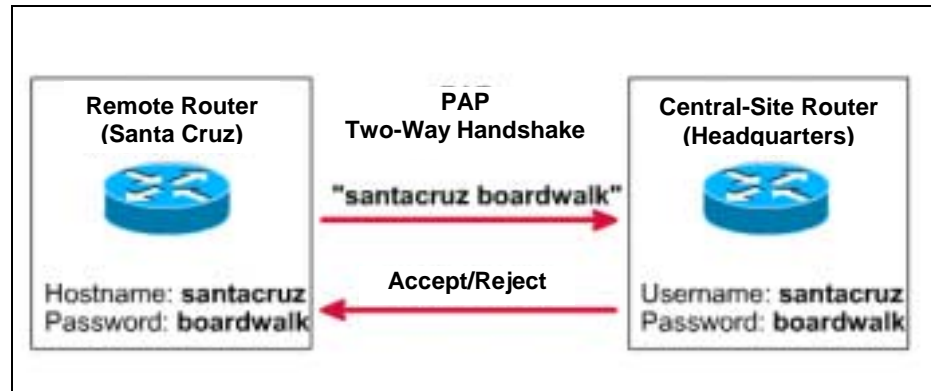 Remote Router
(Santa Cruz)
Hostname: santacruz
Password: boardwalk
PAP
Two-Way Handshake
"santacruz boardwalk"
Accept/Reject
Central-Site Router
(Headquarters)
Username: santacruz
Password: boardwalk